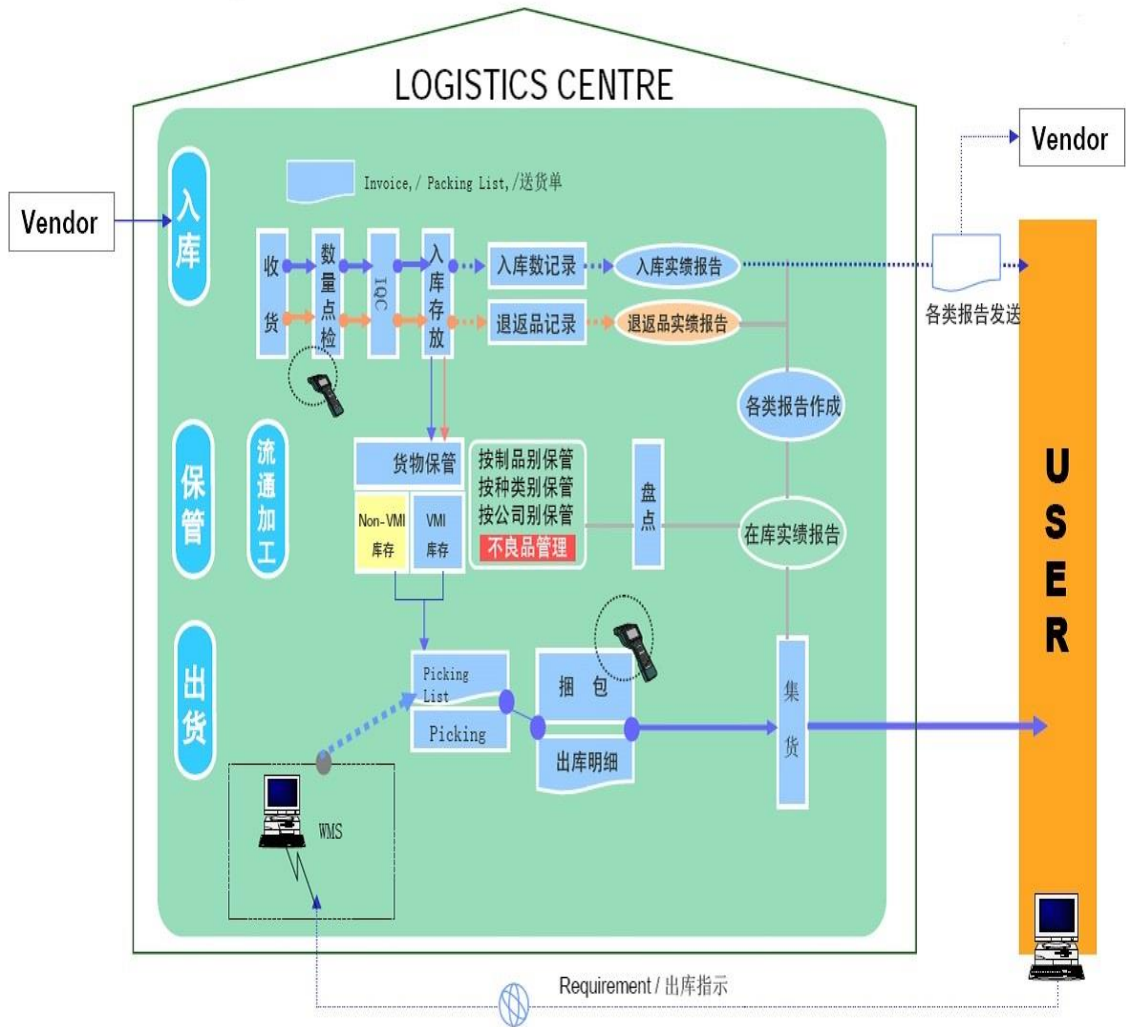 LOGISTICS CENTRE
Vendor
Vendor
入库
Invoice,/ Packing List,/送货单
收货
数量点检
IQC
入库存放
入库数记录
入库实绩报告
退返品记录
退返品实绩报告
各类报告发送
各类报告作成
保管
流通加工
货物保管
Non-VMI
库存
VMI
库存
按制品别保管
按种类别保管
按公司别保管
不良品管理
盘点
在库实绩报告
USER
出货
Picking
List
Picking
捆 包
出库明细
集货
WMS
Requirement / 出库指示